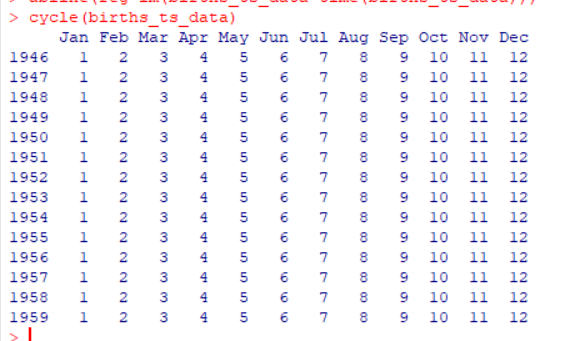 > cycle(births_ts_data)
Jan Feb Mar Apr May Jun Jul Aug Sep Oct Nov Dec
1946 1 2 3 4 5 6 7 8 9 10 11 12
1947 1 2 3 4 5 6 7 8 9 10 11 12
1948 1 2 3 4 5 6 7 8 9 10 11 12
1949 1 2 3 4 5 6 7 8 9 10 11 12
1950 1 2 3 4 5 6 7 8 9 10 11 12
1951 1 2 3 4 5 6 7 8 9 10 11 12
1952 1 2 3 4 5 6 7 8 9 10 11 12
1953 1 2 3 4 5 6 7 8 9 10 11 12
1954 1 2 3 4 5 6 7 8 9 10 11 12
1955 1 2 3 4 5 6 7 8 9 10 11 12
1956 1 2 3 4 5 6 7 8 9 10 11 12
1957 1 2 3 4 5 6 7 8 9 10 11 12
1958 1 2 3 4 5 6 7 8 9 10 11 12
1959 1 2 3 4 5 6 7 8 9 10 11 12
>